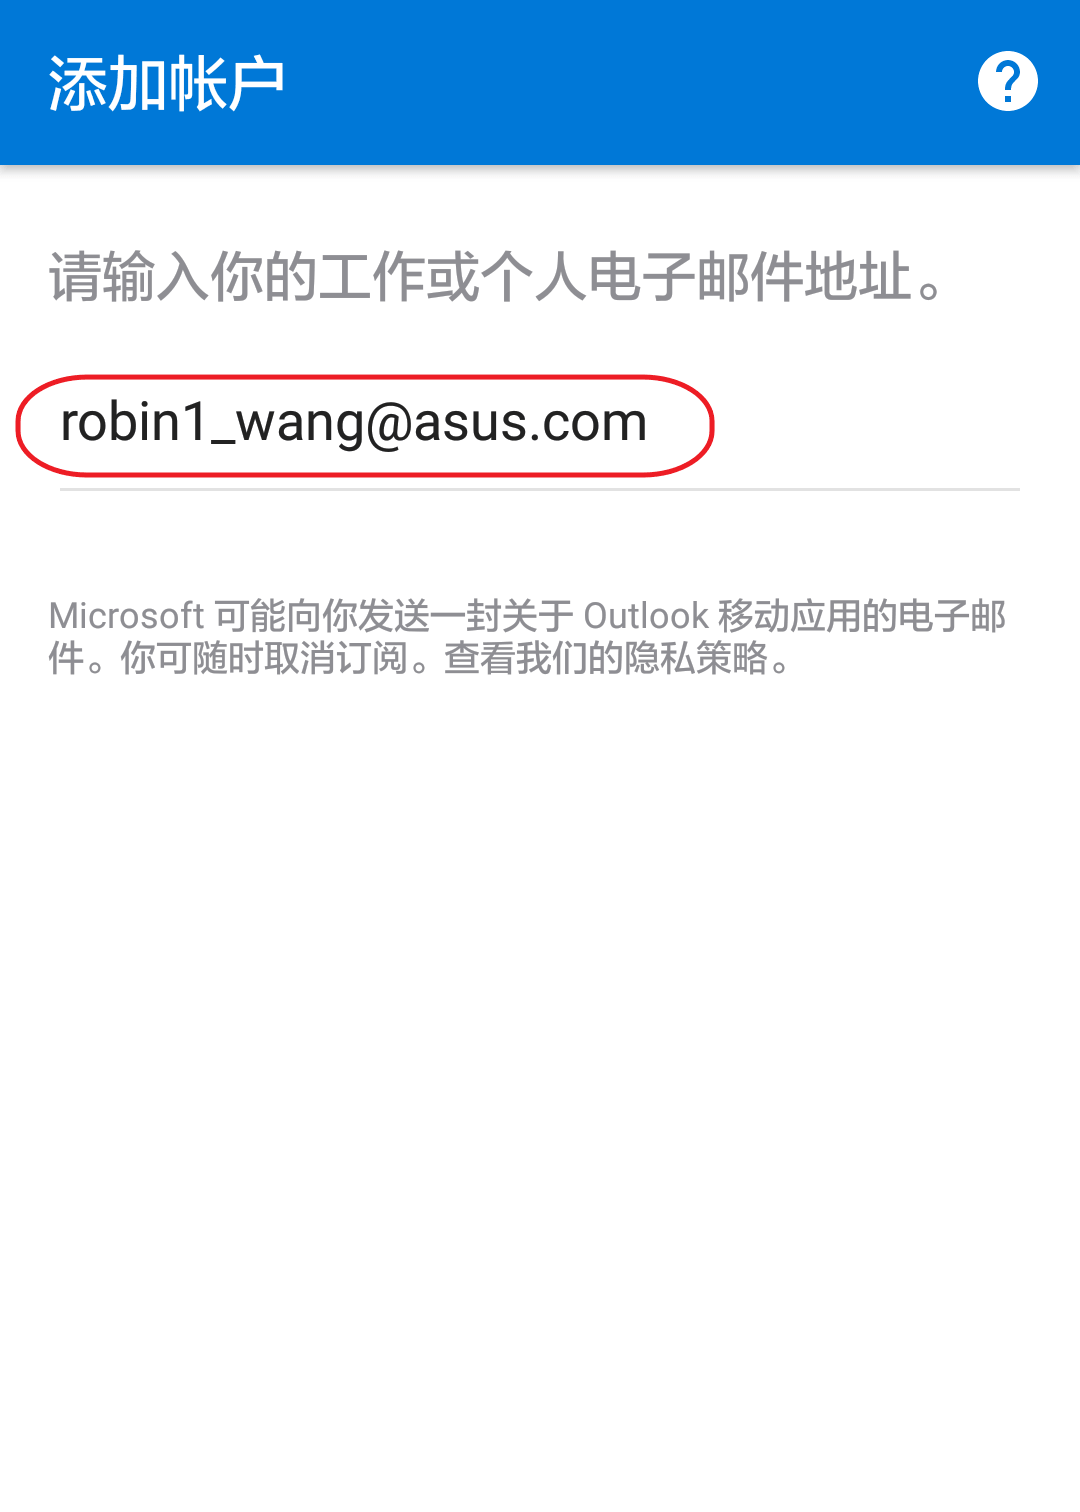 添加帐户
请输入你的工作或个人电子邮件地址。
robin1_wang@asus.com
Microsoft 可能向你发送一封关于 Outlook 移动应用的电子邮
件。你可随时取消订阅。查看我们的隐私策略。